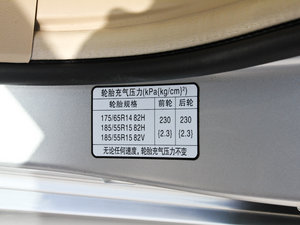 轮胎充气压力(kPa{kg/cm)²}
轮胎规格 前轮 后轮
175/65R14 82H 230 230
185/55R15 82H {2.3} {2.3}
185/55R15 82V
无论任何速度，轮胎充气压力不变